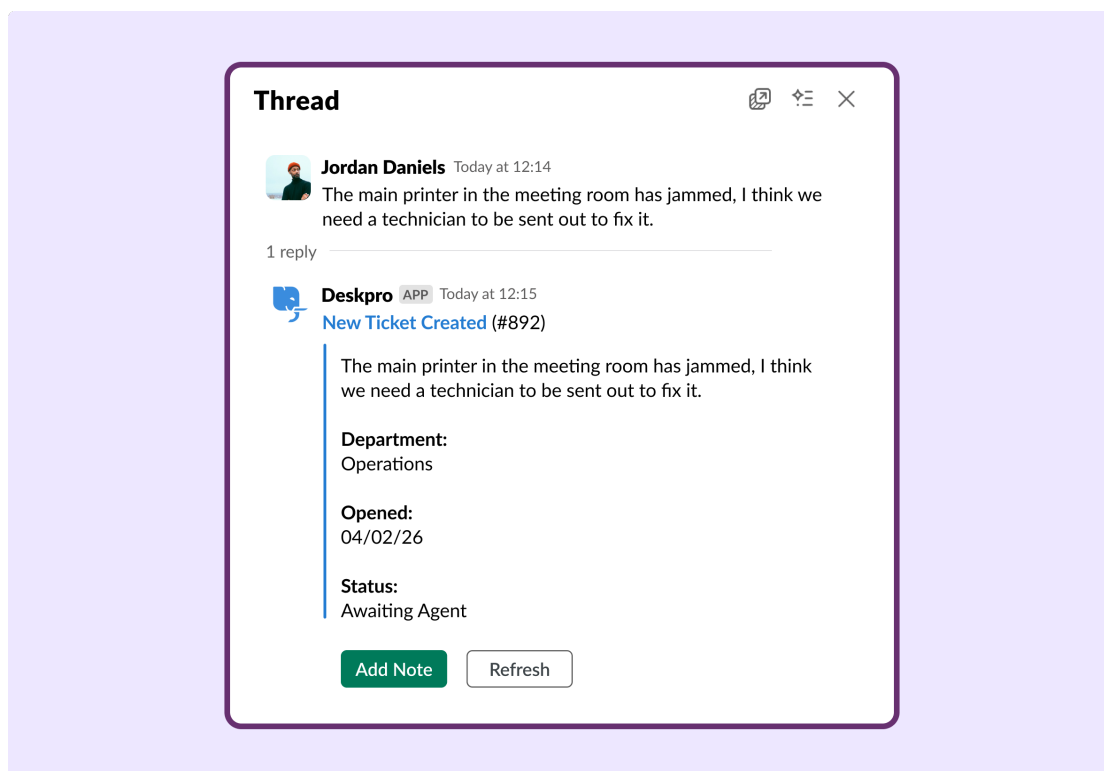 Thread
Jordan Daniels Today at 12:14
The main printer in the meeting room has jammed, I think we
need a technician to be sent out to fix it.
1 reply
Deskpro APP Today at 12:15
New Ticket Created (#892)
The main printer in the meeting room has jammed, I think
we need a technician to be sent out to fix it.
Department:
Operations
Opened:
04/02/26
Status:
Awaiting Agent
Add Note Refresh